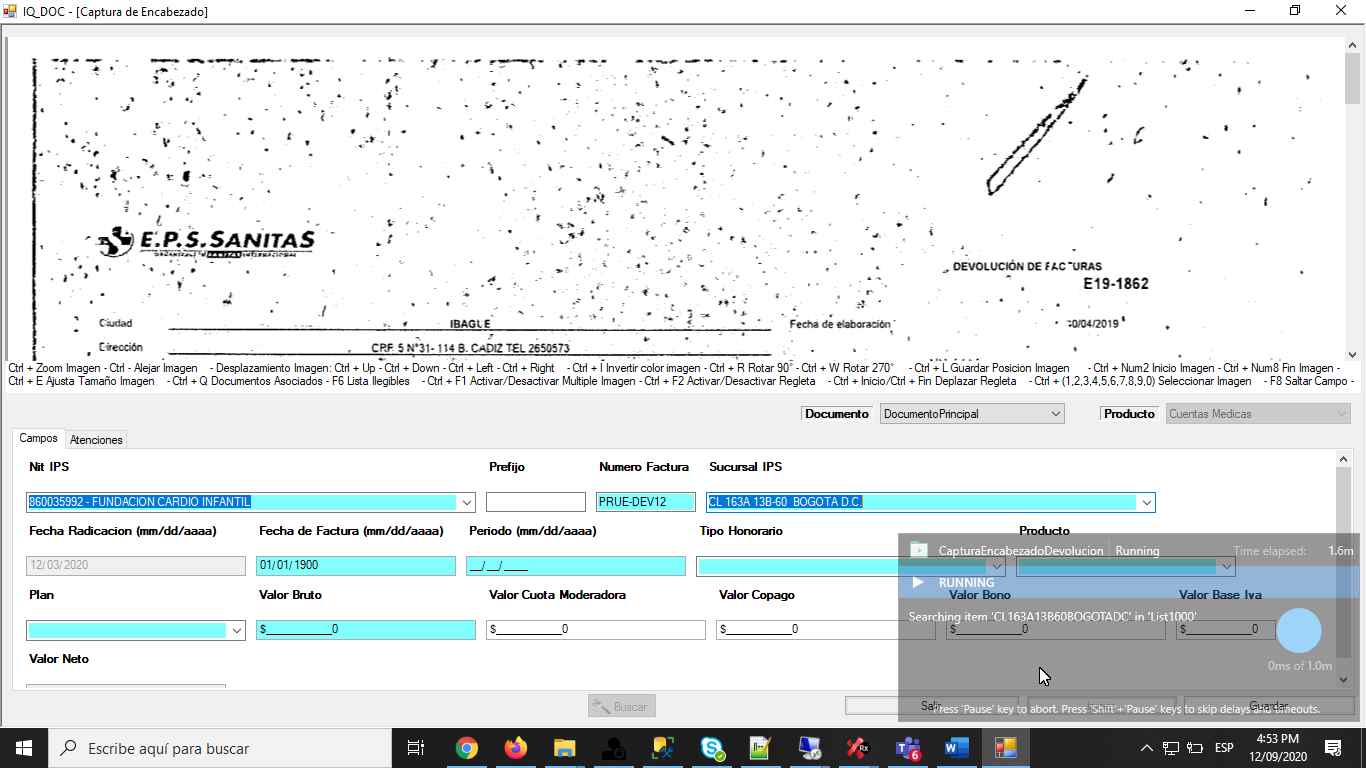 IQ_DOC - [Captura de Encabezado]
E.P.S.SANITAS
DEVOLUCIÓN DE FACTURAS
E19-1862
Ciudad IBAGUE Fecha de elaboración 30/04/2019
Dirección CRF 5 N°31- 114 B. CADIZ TEL 2650573
Ctrl + Zoom Imagen - Ctrl - Alejar Imagen - Desplazamiento Imagen: Ctrl + Up - Ctrl + Down - Ctrl + Left - Ctrl + Right - Ctrl + I Invertir color imagen - Ctrl + R Rotar 90° - Ctrl + W Rotar 270° - Ctrl + L Guardar Posicion Imagen - Ctrl + Num2 Inicio Imagen - Ctrl + Num8 Fin Imagen -
Ctrl + E Ajusta Tamaño Imagen - Ctrl + Q Documentos Asociados - F6 Lista Ilegibles - Ctrl + F1 Activar/Desactivar Multiple Imagen - Ctrl + F2 Activar/Desactivar Regleta - Ctrl + Inicio/Ctrl + Fin Deplazar Regleta - Ctrl + (1,2,3,4,5,6,7,8,9,0) Seleccionar Imagen - F8 Saltar Campo -
Documento DocumentoPrincipal Producto Cuentas Medicas
Campos Atenciones
Nit IPS Prefijo Numero Factura Sucursal IPS
860035992 - FUNDACION CARDIO INFANTIL PRUE-DEV12 CL 163A 13B-60 BOGOTA D.C.
Fecha Radicacion (mm/dd/aaaa) Fecha de Factura (mm/dd/aaaa) Periodo (mm/aaaa) Tipo Honorario Producto
12/03/2020 01/01/1900 __/__/____
CapturaEncabezadoDevolucion Running Time elapsed: 1.6m
RUNNING
Plan Valor Bruto Valor Cuota Moderadora Valor Copago Valor Bono Valor Base Iva
Searching item 'CL163A13B60BOGOTADC' in 'List1000'
$___________0 $___________0 $___________0 $___________0 $___________0
Valor Neto
0ms of 1.0m
Buscar Salir Guardar
Press 'Pause' key to abort. Press 'Shift'+'Pause' keys to skip delays and timeouts.
Escribe aquí para buscar
6
ESP
4:53 PM
12/09/2020